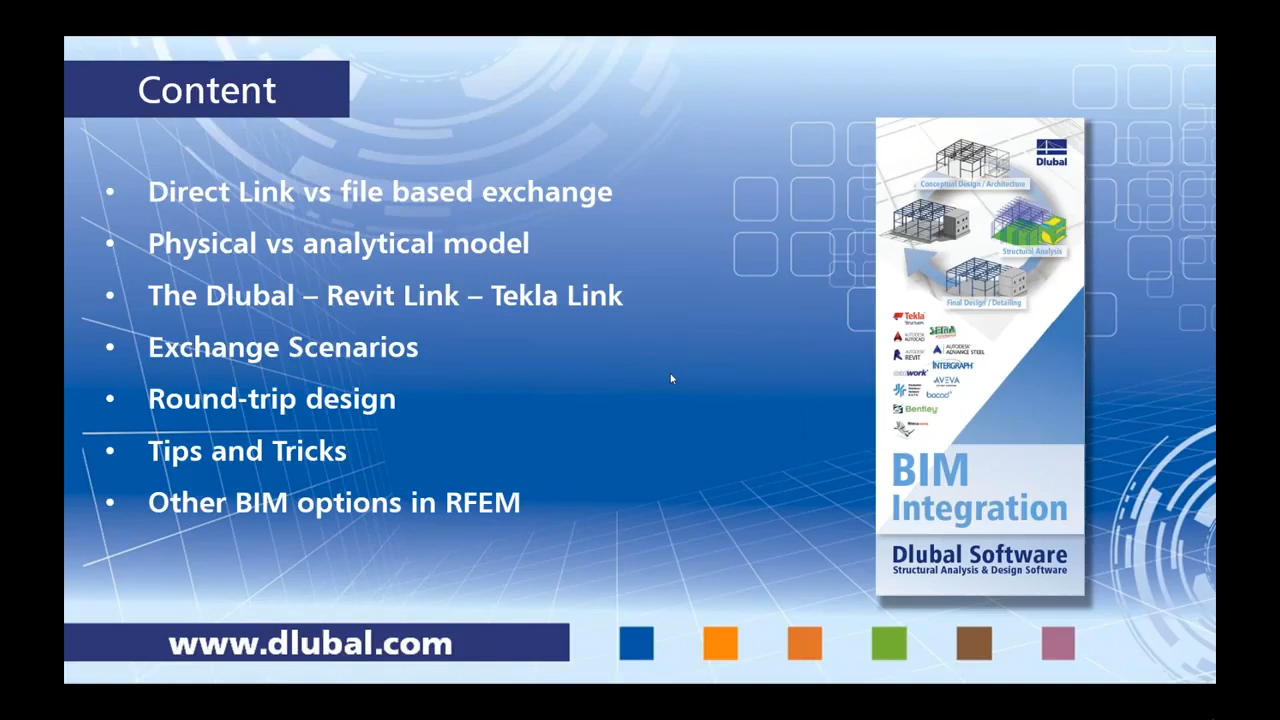 Content
• Direct Link vs file based exchange
• Physical vs analytical model
• The Dlubal – Revit Link – Tekla Link
• Exchange Scenarios
• Round-trip design
• Tips and Tricks
• Other BIM options in RFEM
www.dlubal.com
Dlubal
Conceptual Design / Architecture
Structural Analysis
Final Design / Detailing
Tekla
Structures
AUTODESK
AUTOCAD
AUTODESK
ADVANCE STEEL
AUTODESK
REVIT
INTERGRAPH
AVEVA
bocad
Bentley
BIM
Integration
Dlubal Software
Structural Analysis & Design Software